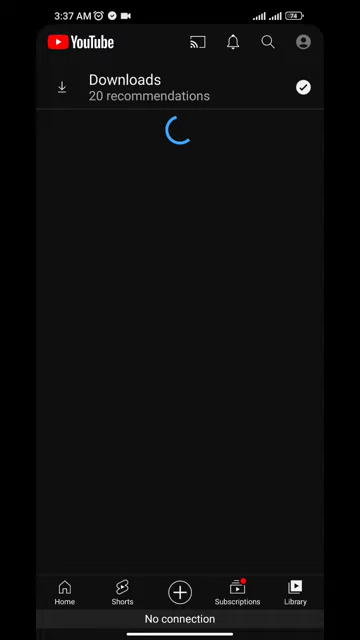 3:37 AM
74
YouTube
Downloads
20 recommendations
Home
Shorts
Subscriptions
Library
No connection